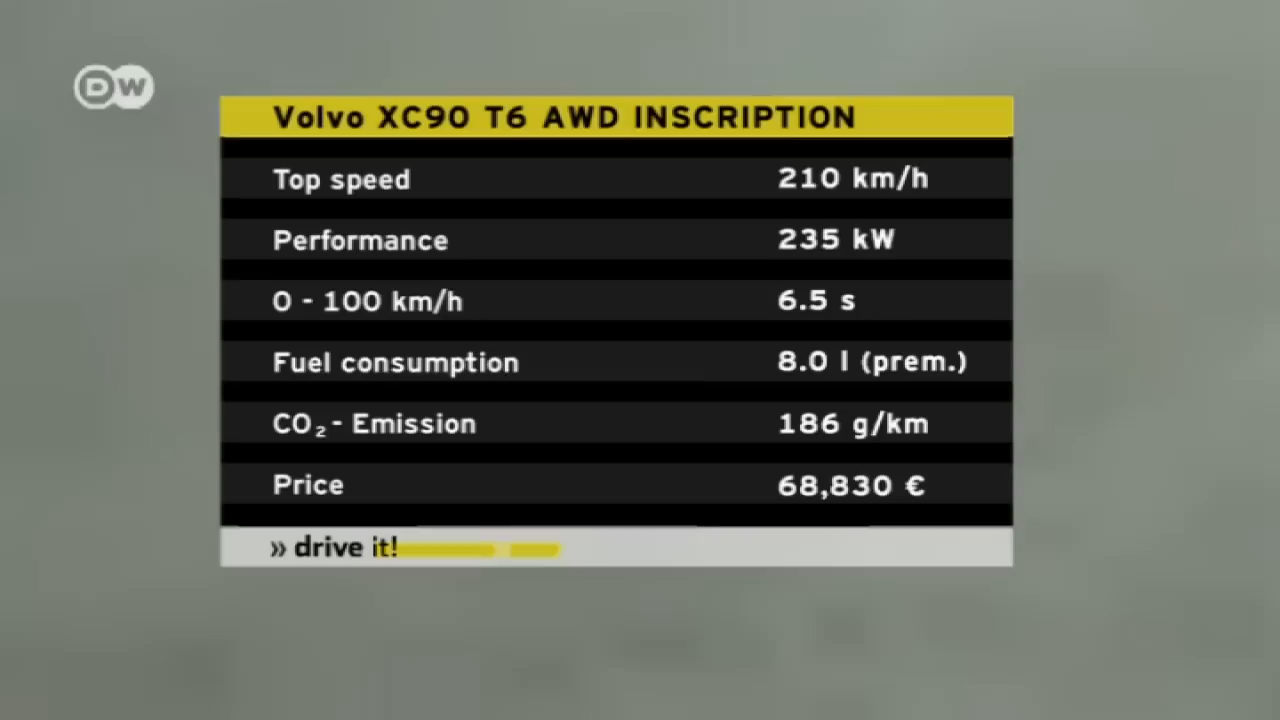 DW
Volvo XC90 T6 AWD INSCRIPTION
Top speed 210 km/h
Performance 235 kW
0 - 100 km/h 6.5 s
Fuel consumption 8.0 l (prem.)
CO₂- Emission 186 g/km
Price 68,830 €
» drive it!